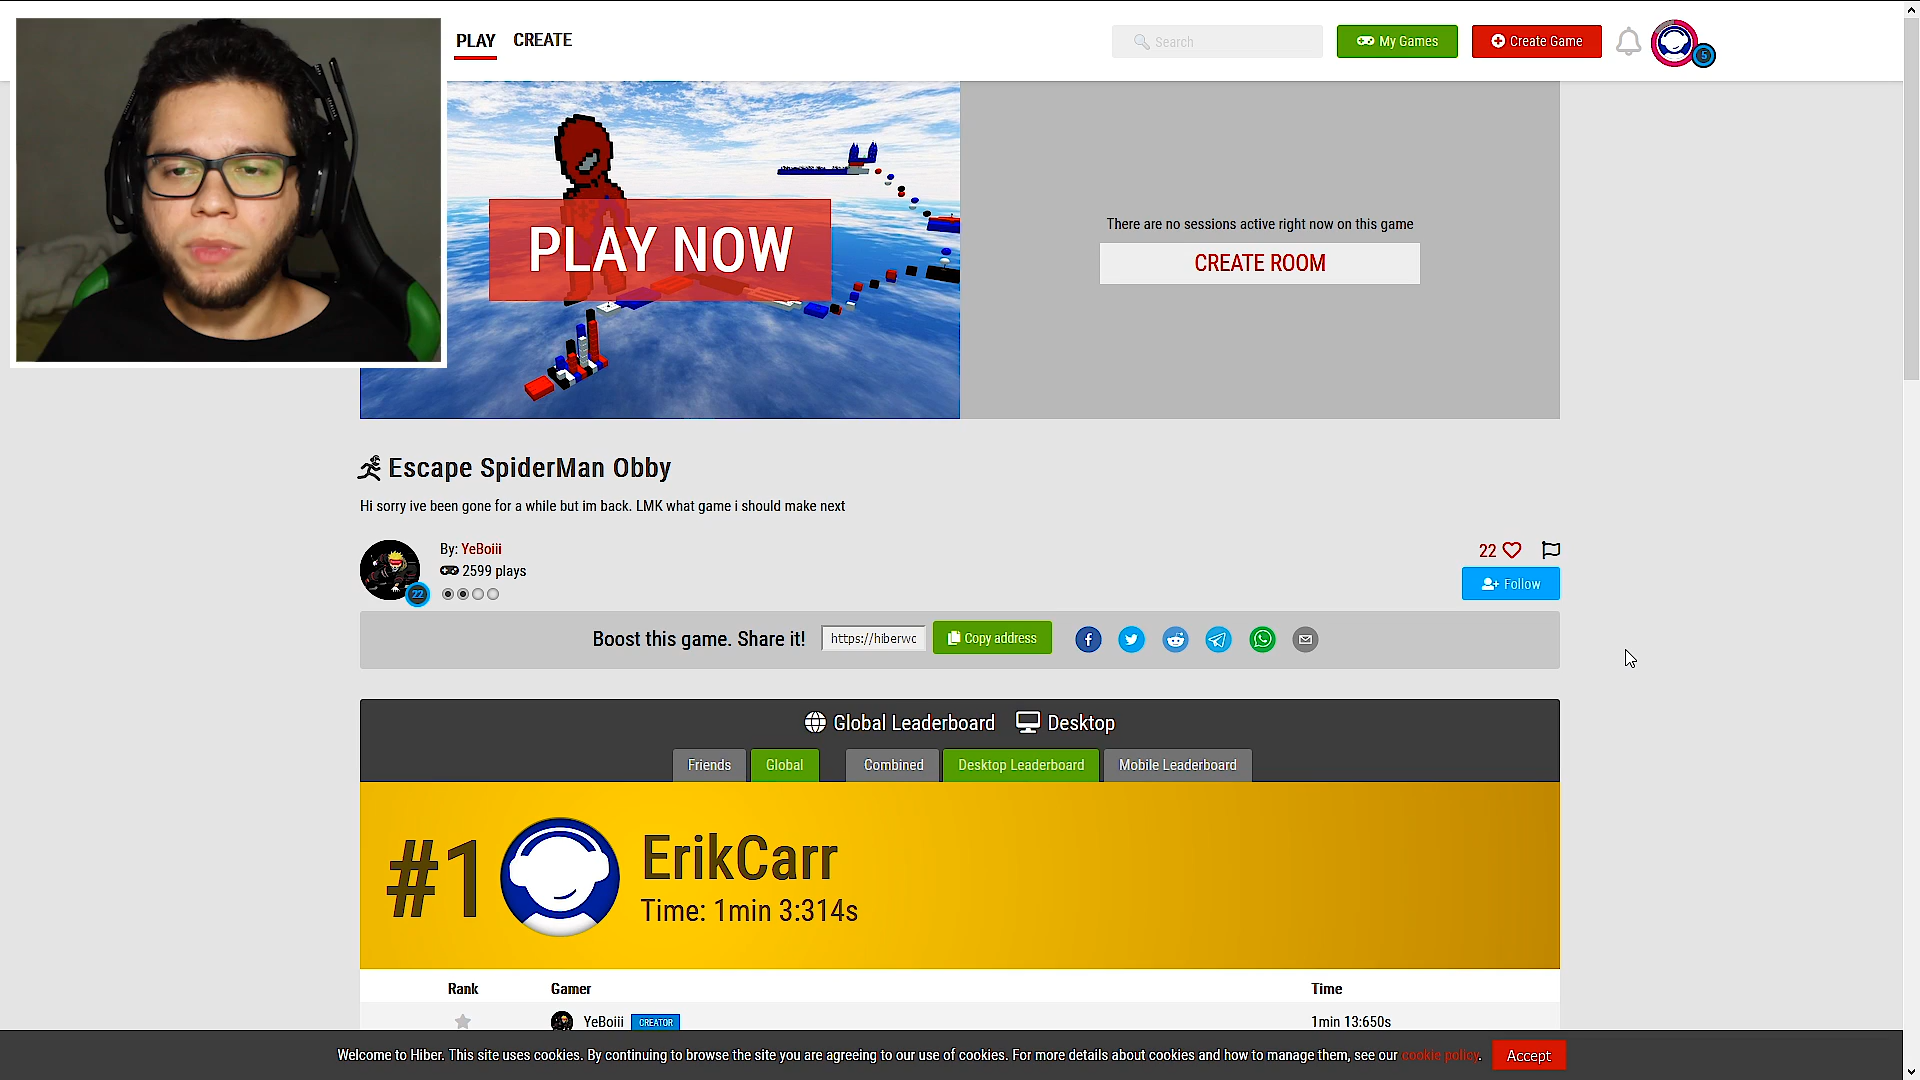 PLAY CREATE
Search
My Games
Create Game
5
PLAY NOW
There are no sessions active right now on this game
CREATE ROOM
Escape SpiderMan Obby
Hi sorry ive been gone for a while but im back. LMK what game i should make next
By: YeBoiii
2599 plays
22
22
Follow
Boost this game. Share it!
https://hiberwc
Copy address
Global Leaderboard Desktop
Friends Global Combined Desktop Leaderboard Mobile Leaderboard
#1
ErikCarr
Time: 1min 3:314s
Rank Gamer Time
YeBoiii CREATOR 1min 13:650s
Welcome to Hiber. This site uses cookies. By continuing to browse the site you are agreeing to our use of cookies. For more details about cookies and how to manage them, see our cookie policy. Accept